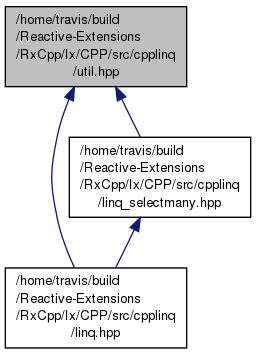 /home/travis/build
/Reactive-Extensions
/RxCpp/Ix/CPP/src/cpplinq
/util.hpp
/home/travis/build
/Reactive-Extensions
/RxCpp/Ix/CPP/src/cpplinq
/linq_selectmany.hpp
/home/travis/build
/Reactive-Extensions
/RxCpp/Ix/CPP/src/cpplinq
/linq.hpp